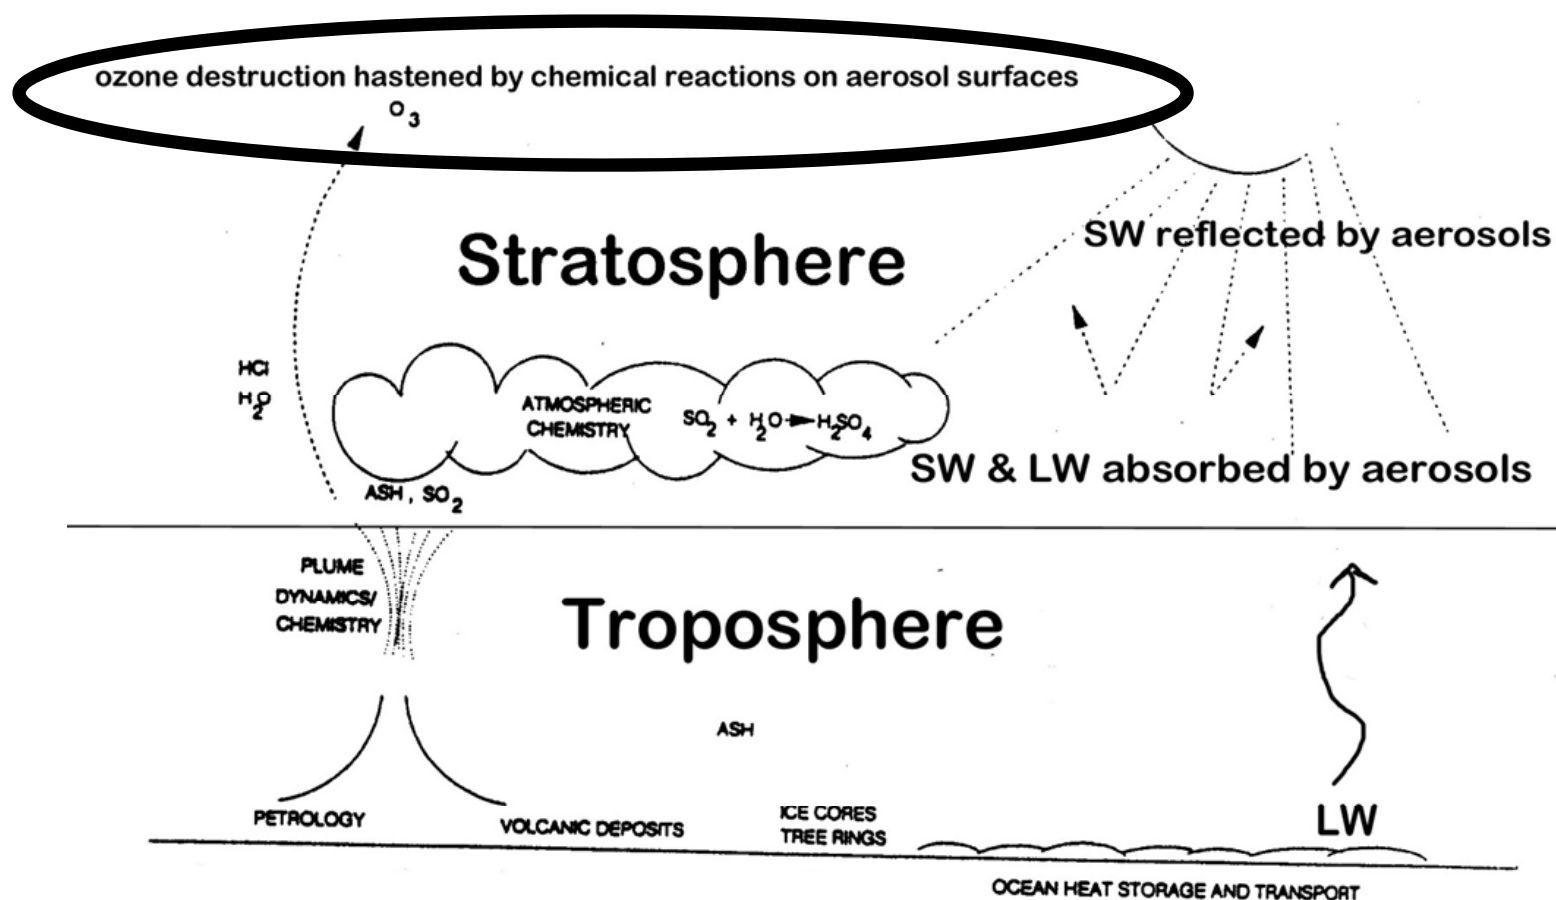 ozone destruction hastened by chemical reactions on aerosol surfaces
O3
Stratosphere
SW reflected by aerosols
HCl
H2O
ATMOSPHERIC
CHEMISTRY
SO2 + H2O → H2SO4
SW & LW absorbed by aerosols
ASH, SO2
PLUME
DYNAMICS/
CHEMISTRY
Troposphere
ASH
PETROLOGY
VOLCANIC DEPOSITS
ICE CORES
TREE RINGS
LW
OCEAN HEAT STORAGE AND TRANSPORT